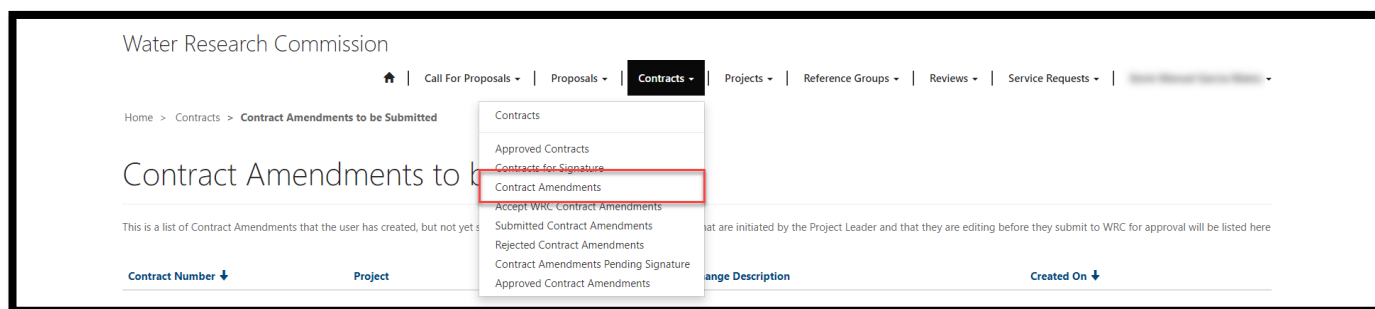 Water Research Commission
Call For Proposals
Proposals
Contracts
Projects
Reference Groups
Reviews
Service Requests
Home > Contracts > Contract Amendments to be Submitted
Contracts
Approved Contracts
Contracts for Signature
Contract Amendments
Accept WRC Contract Amendments
Submitted Contract Amendments
Rejected Contract Amendments
Contract Amendments Pending Signature
Approved Contract Amendments
Contract Amendments to
This is a list of Contract Amendments that the user has created, but not yet
are initiated by the Project Leader and that they are editing before they submit to WRC for approval will be listed here
Contract Number
Project
Description
Created On